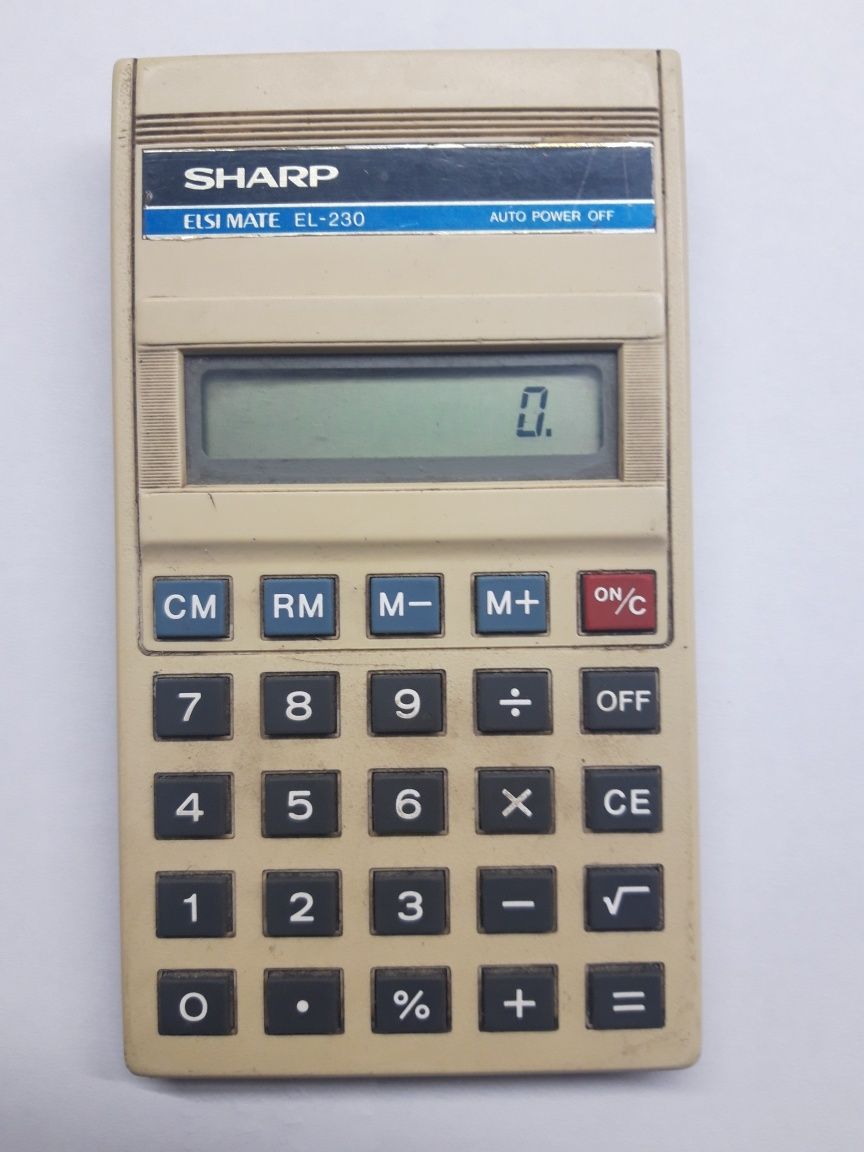 SHARP
ELSI MATE EL-230 AUTO POWER OFF
0.
CM RM M− M+ ON/C
7 8 9 ÷ OFF
4 5 6 × CE
1 2 3 − √
0 . % + =